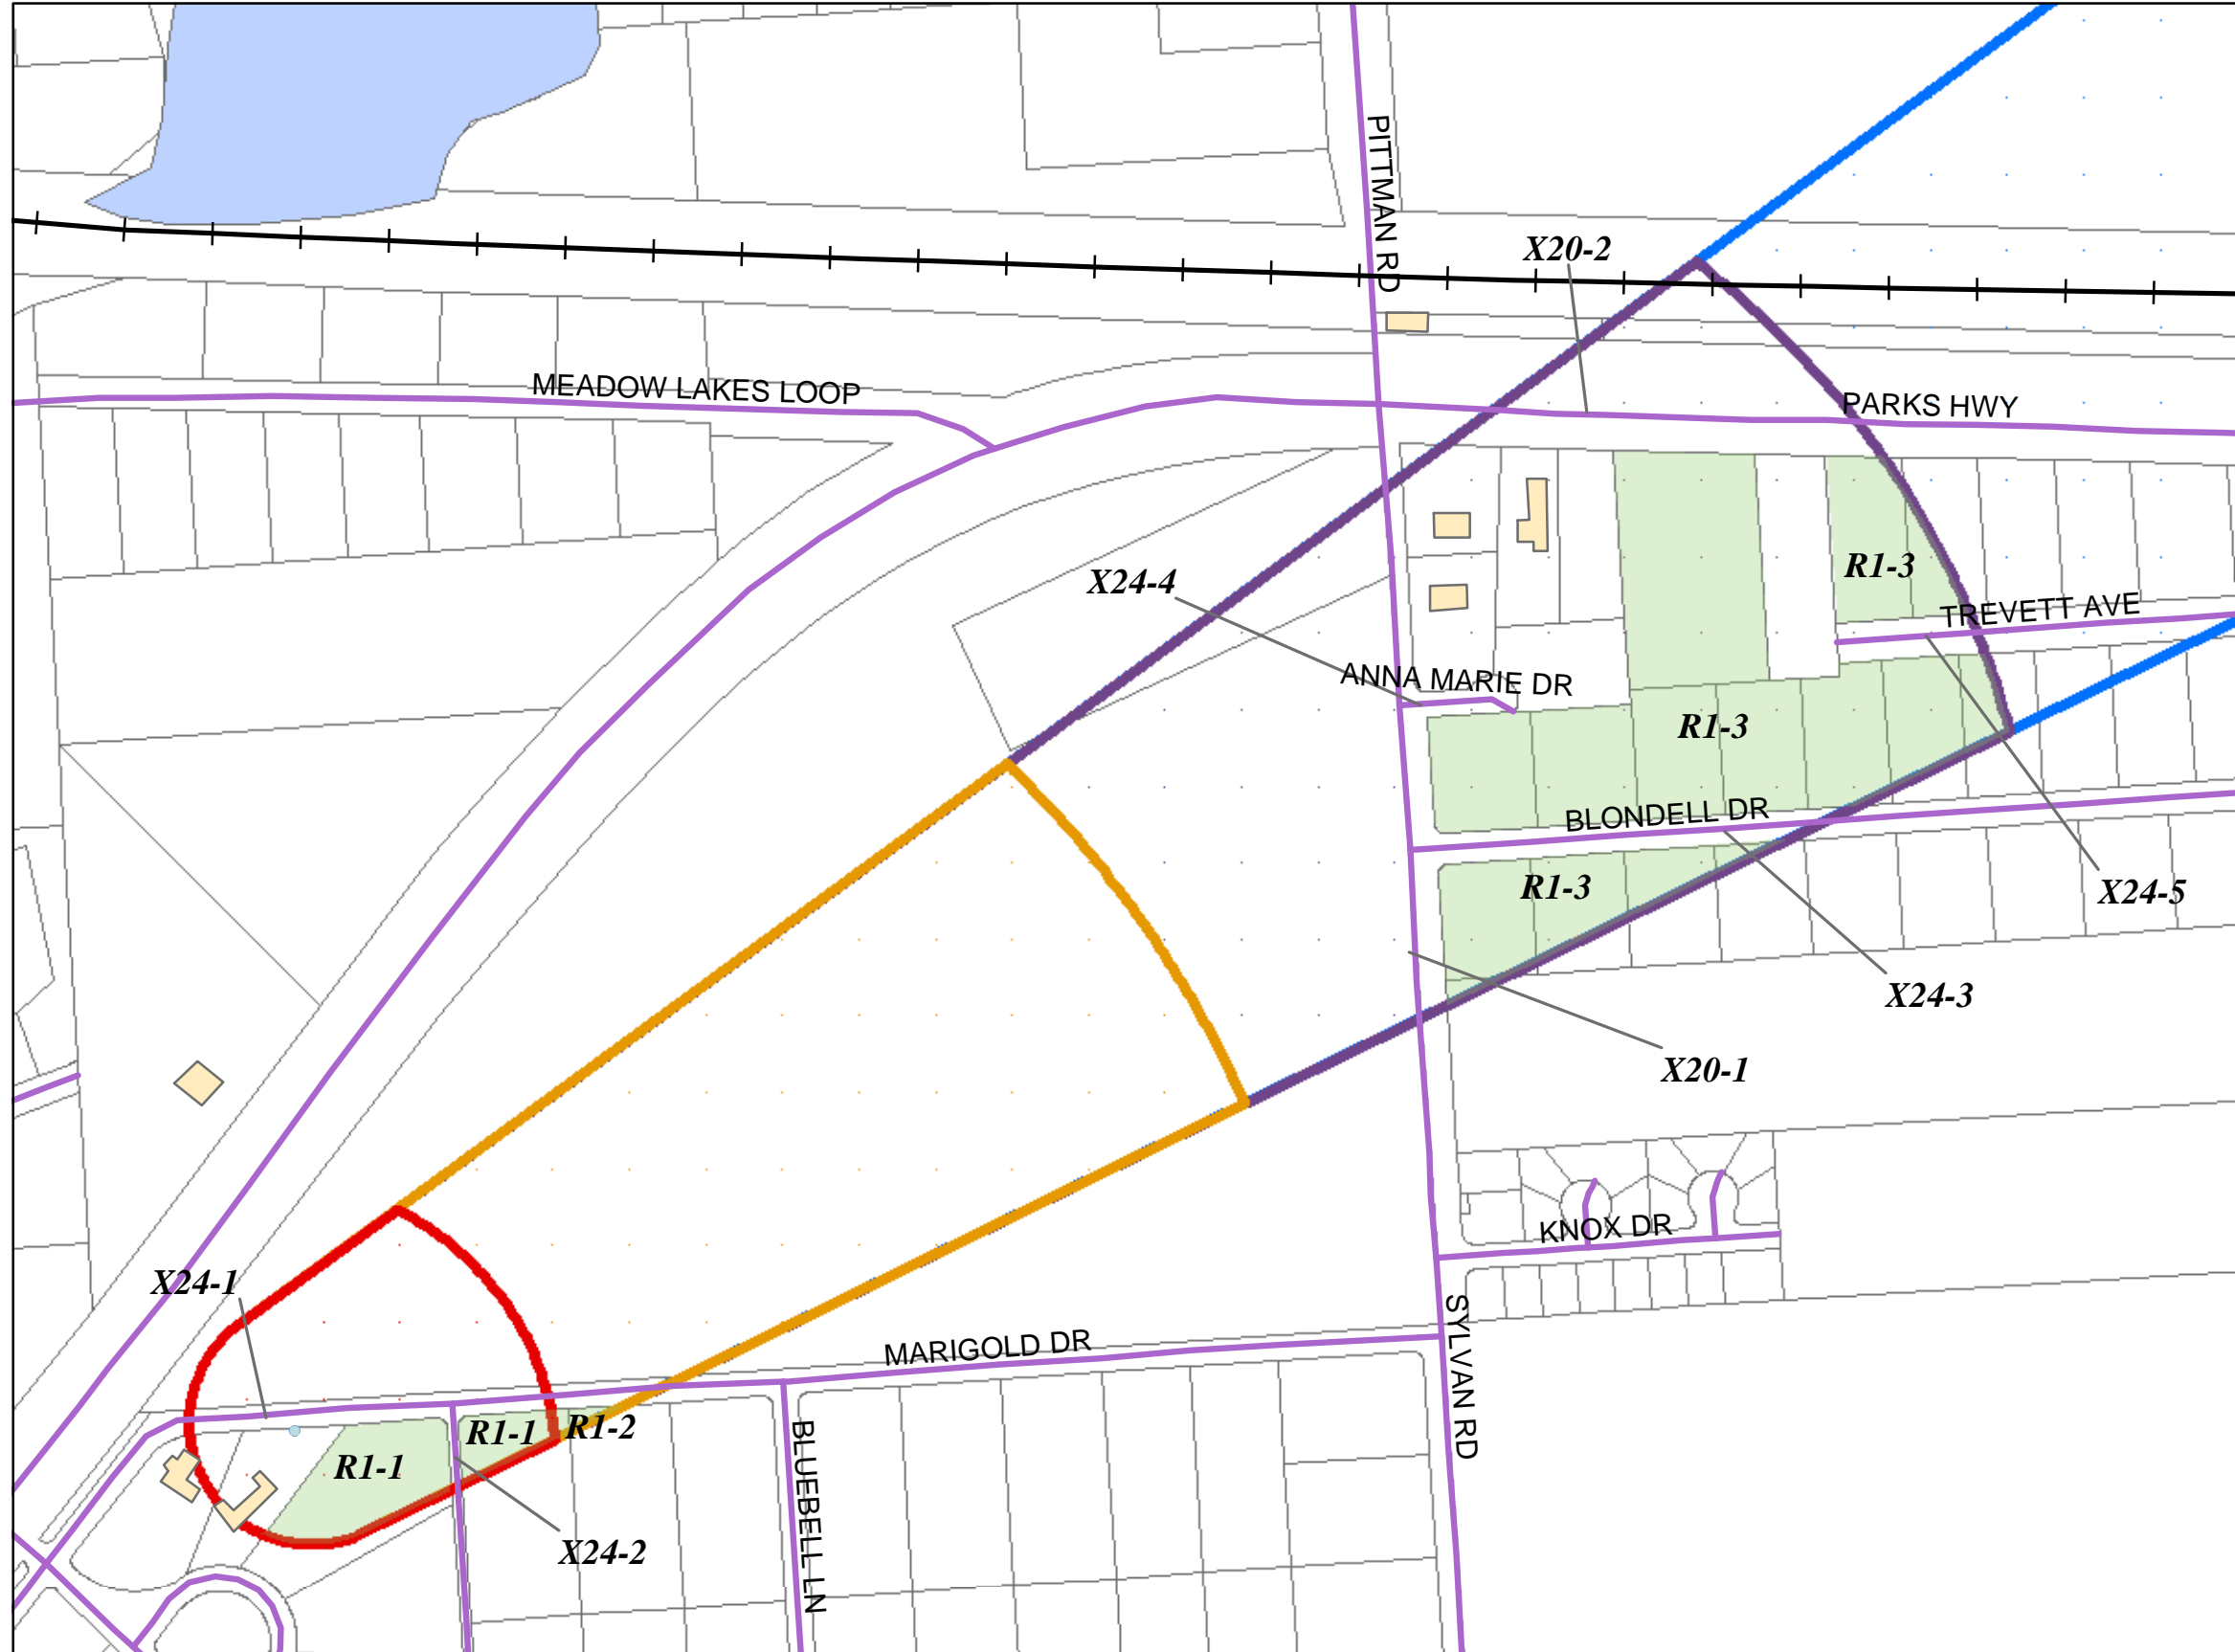 PITTMAN RD
X20-2
MEADOW LAKES LOOP
PARKS HWY
R1-3
X24-4
TREVETT AVE
ANNA MARIE DR
R1-3
BLONDELL DR
R1-3
X24-5
X24-3
X20-1
KNOX DR
X24-1
SYLVAN RD
MARIGOLD DR
R1-1
R1-2
R1-1
BLUEBELL LN
X24-2